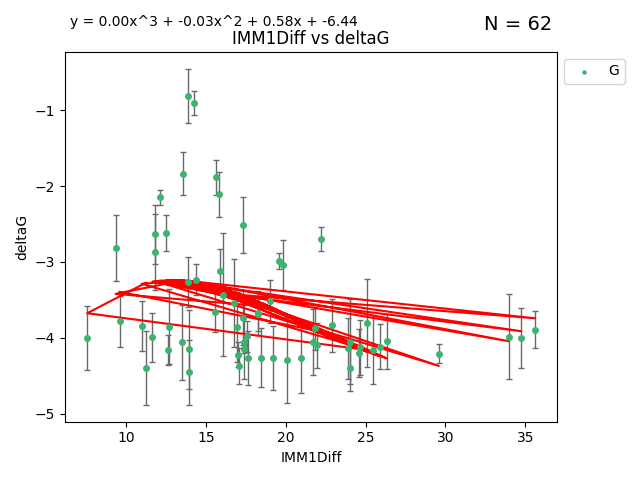 y = 0.00x^3 + -0.03x^2 + 0.58x + -6.44
N = 62
IMM1Diff vs deltaG
G
deltaG
−1
−2
−3
−4
−5
10 15 20 25 30 35
IMM1Diff